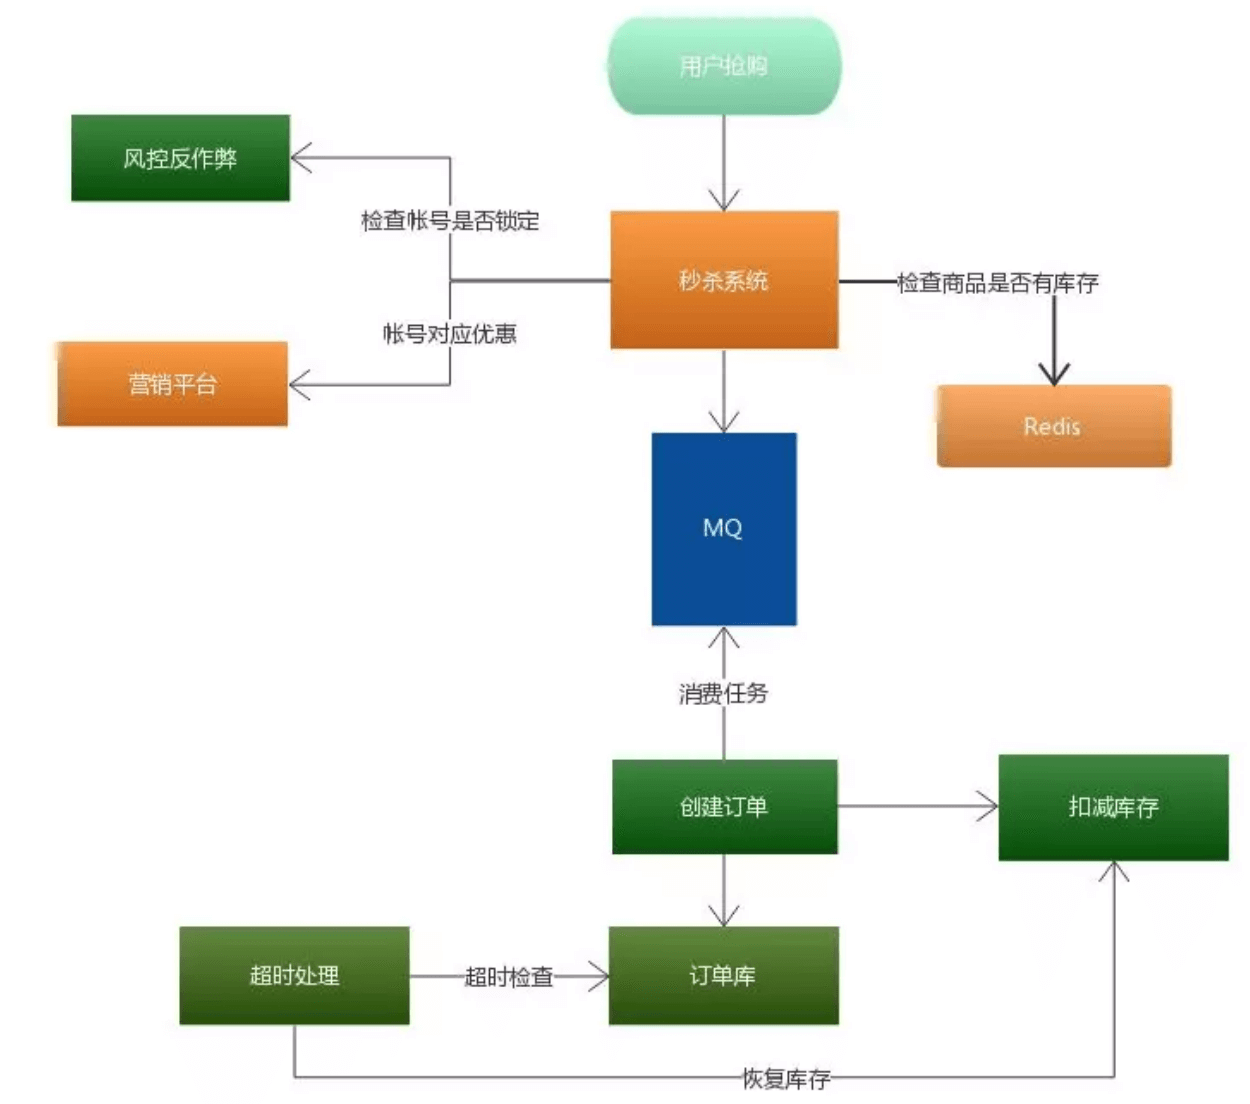 用户抢购
风控反作弊
检查帐号是否锁定
秒杀系统
检查商品是否有库存
帐号对应优惠
营销平台
Redis
MQ
消费任务
创建订单
扣减库存
超时处理
超时检查
订单库
恢复库存